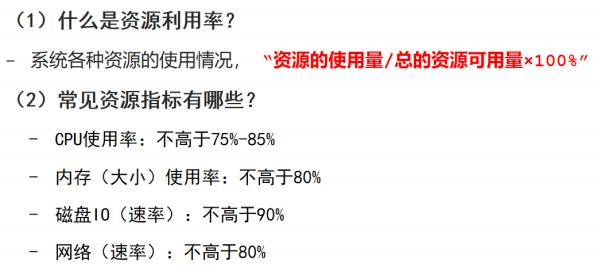 （1）什么是资源利用率？
- 系统各种资源的使用情况，“资源的使用量/总的资源可用量×100%”
（2）常见资源指标有哪些？
- CPU使用率：不高于75%-85%
- 内存（大小）使用率：不高于80%
- 磁盘IO（速率）：不高于90%
- 网络（速率）：不高于80%